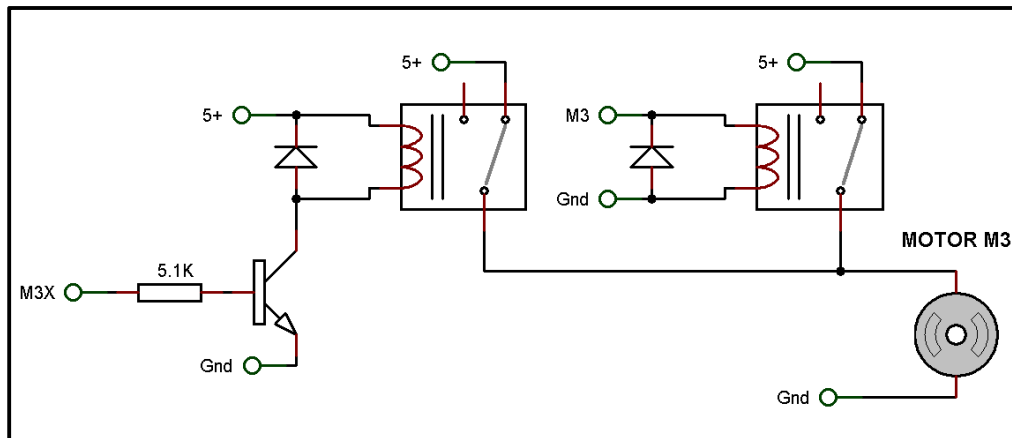 5+
5+
5+
M3
Gnd
MOTOR M3
5.1K
M3X
Gnd
Gnd